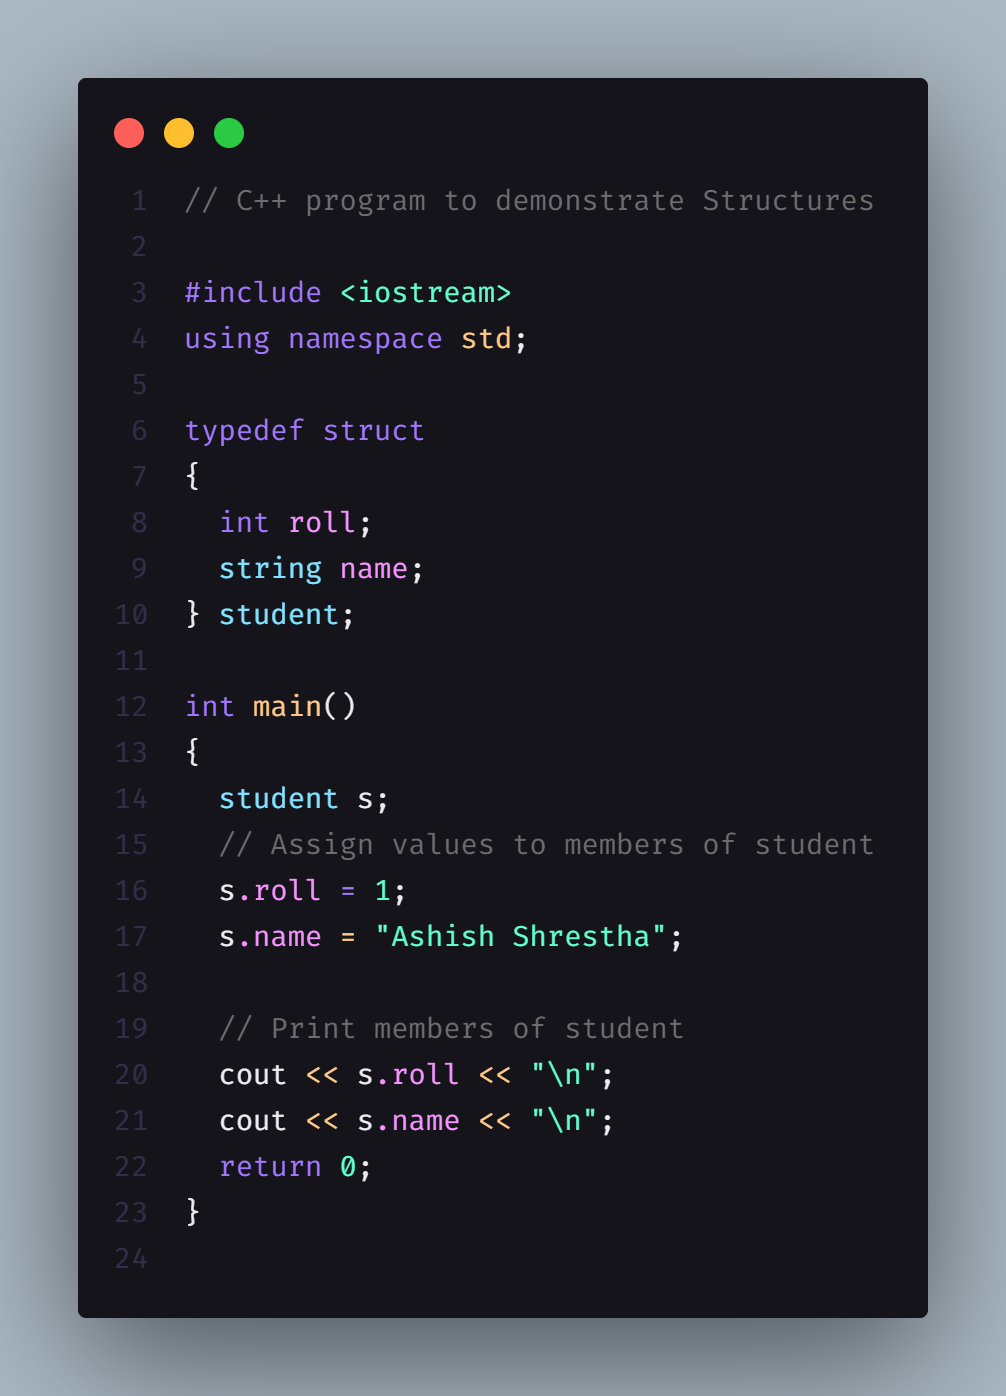 1 // C++ program to demonstrate Structures
2
3 #include <iostream>
4 using namespace std;
5
6 typedef struct
7 {
8   int roll;
9   string name;
10 } student;
11
12 int main()
13 {
14   student s;
15   // Assign values to members of student
16   s.roll = 1;
17   s.name = "Ashish Shrestha";
18
19   // Print members of student
20   cout << s.roll << "\n";
21   cout << s.name << "\n";
22   return 0;
23 }
24